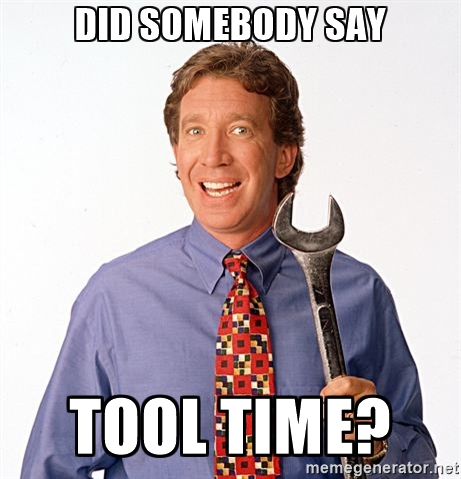 DID SOMEBODY SAY
TOOL TIME?
memegenerator.net